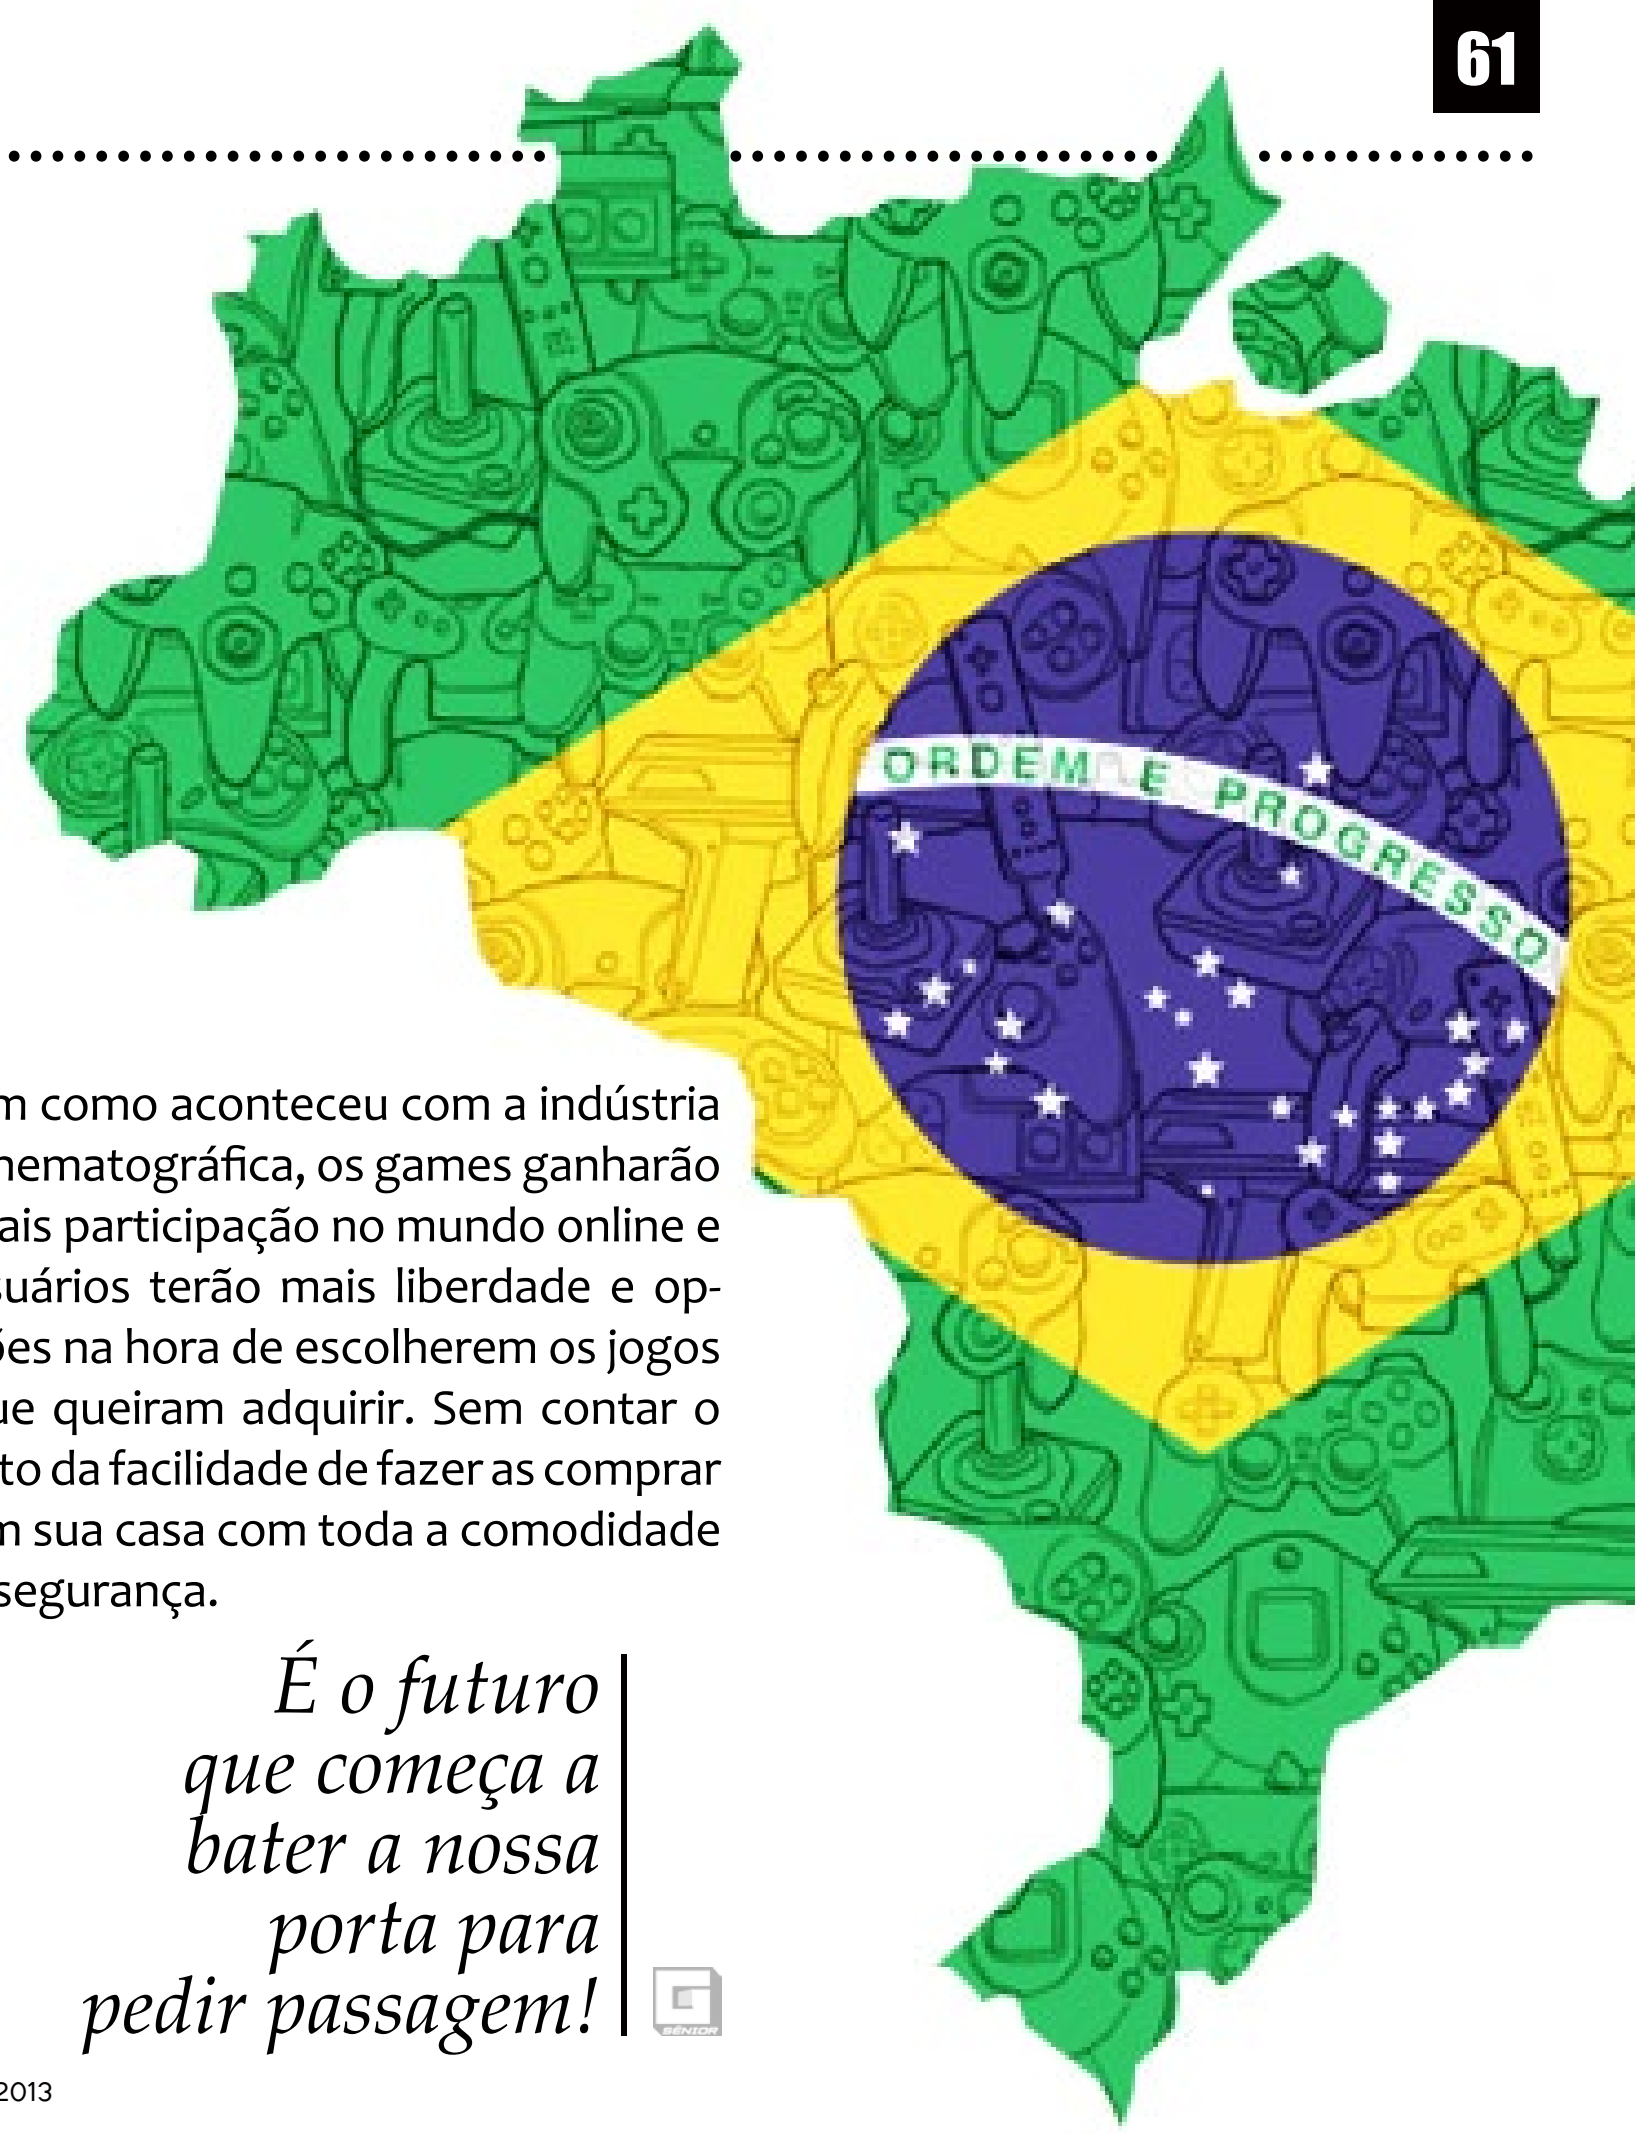 61
ORDEM E PROGRESSO
m como aconteceu com a indústria
nematográfica, os games ganharão
ais participação no mundo online e
suários terão mais liberdade e op-
ões na hora de escolherem os jogos
ue queiram adquirir. Sem contar o
to da facilidade de fazer as comprar
m sua casa com toda a comodidade
segurança.
É o futuro
que começa a
bater a nossa
porta para
pedir passagem!
G
SÊNIOR
2013